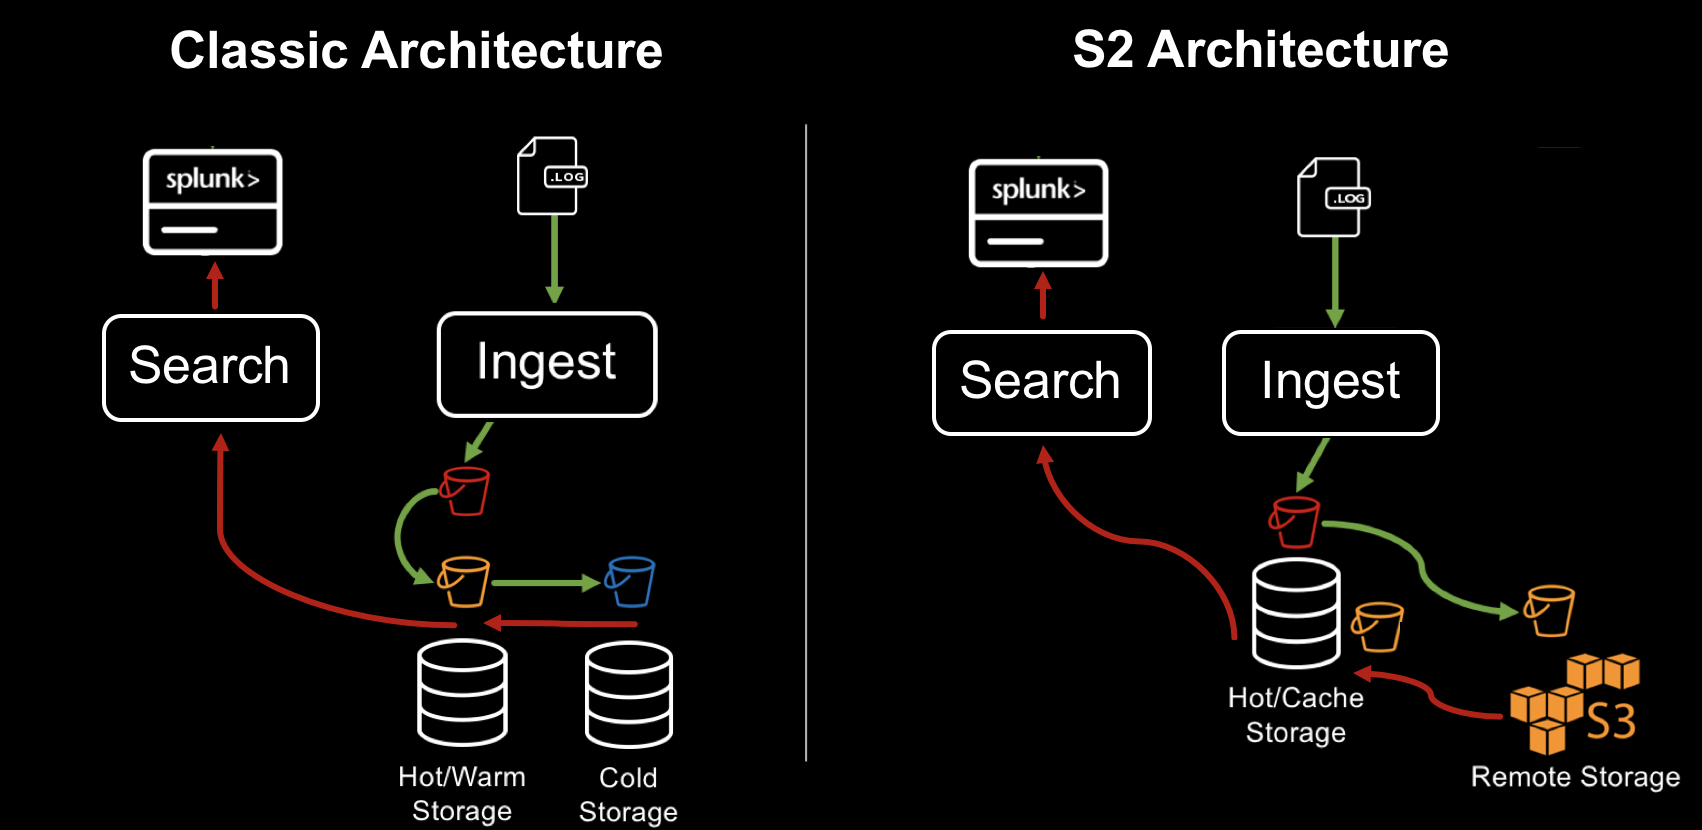 Classic Architecture
splunk>
.LOG
Search
Ingest
Hot/Warm
Storage
Cold
Storage
S2 Architecture
splunk>
.LOG
Search
Ingest
Hot/Cache
Storage
S3
Remote Storage